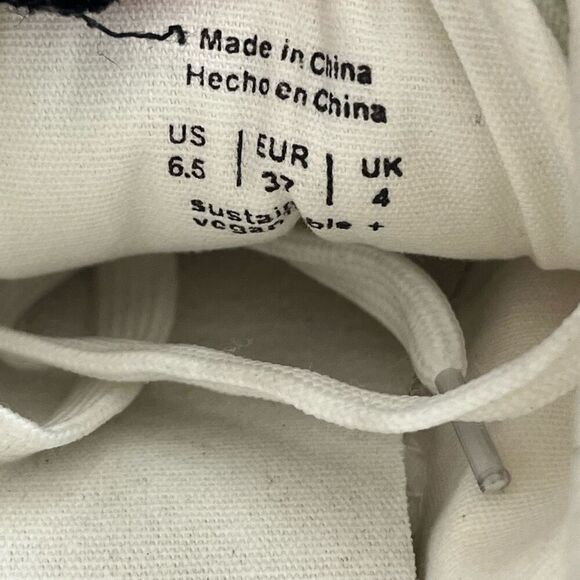 Made in China
Hecho en China
US EUR UK
6.5 37 4
+